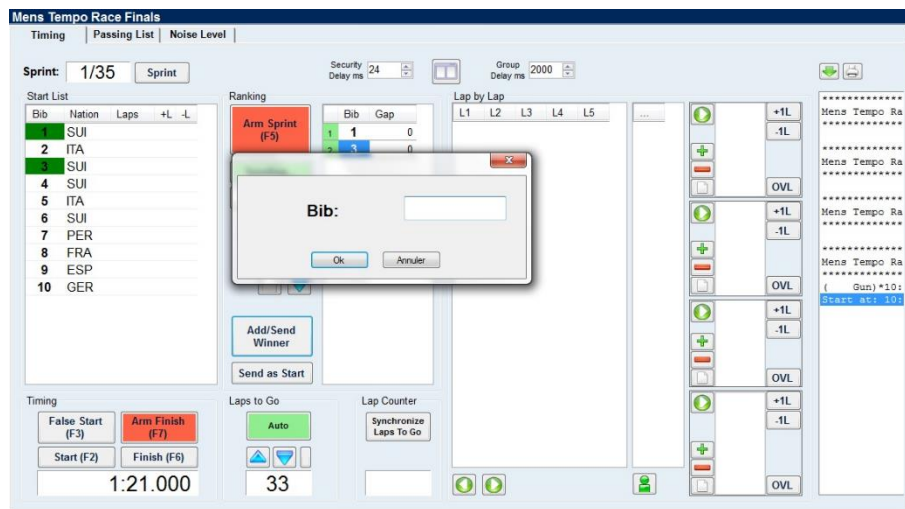 Mens Tempo Race Finals
Timing Passing List Noise Level
Sprint: 1/35 Sprint
Security Delay ms 24
Group Delay ms 2000
Start List
Bib Nation Laps +L -L
1 SUI
2 ITA
3 SUI
4 SUI
5 ITA
6 SUI
7 PER
8 FRA
9 ESP
10 GER
Ranking
Arm Sprint
(F5)
Bib Gap
1 1 0
2 3 0
Bib:
Ok Annuler
Add/Send
Winner
Send as Start
Lap by Lap
L1 L2 L3 L4 L5
...
+1L
-1L
OVL
+1L
-1L
OVL
+1L
-1L
OVL
+1L
-1L
OVL
*************
Mens Tempo Ra
*************
*************
Mens Tempo Ra
*************
*************
Mens Tempo Ra
*************
*************
Mens Tempo Ra
*************
( Gun)*10:
Start at: 10:
Timing
False Start
(F3)
Arm Finish
(F7)
Start (F2)
Finish (F6)
1:21.000
Laps to Go
Auto
33
Lap Counter
Synchronize
Laps To Go